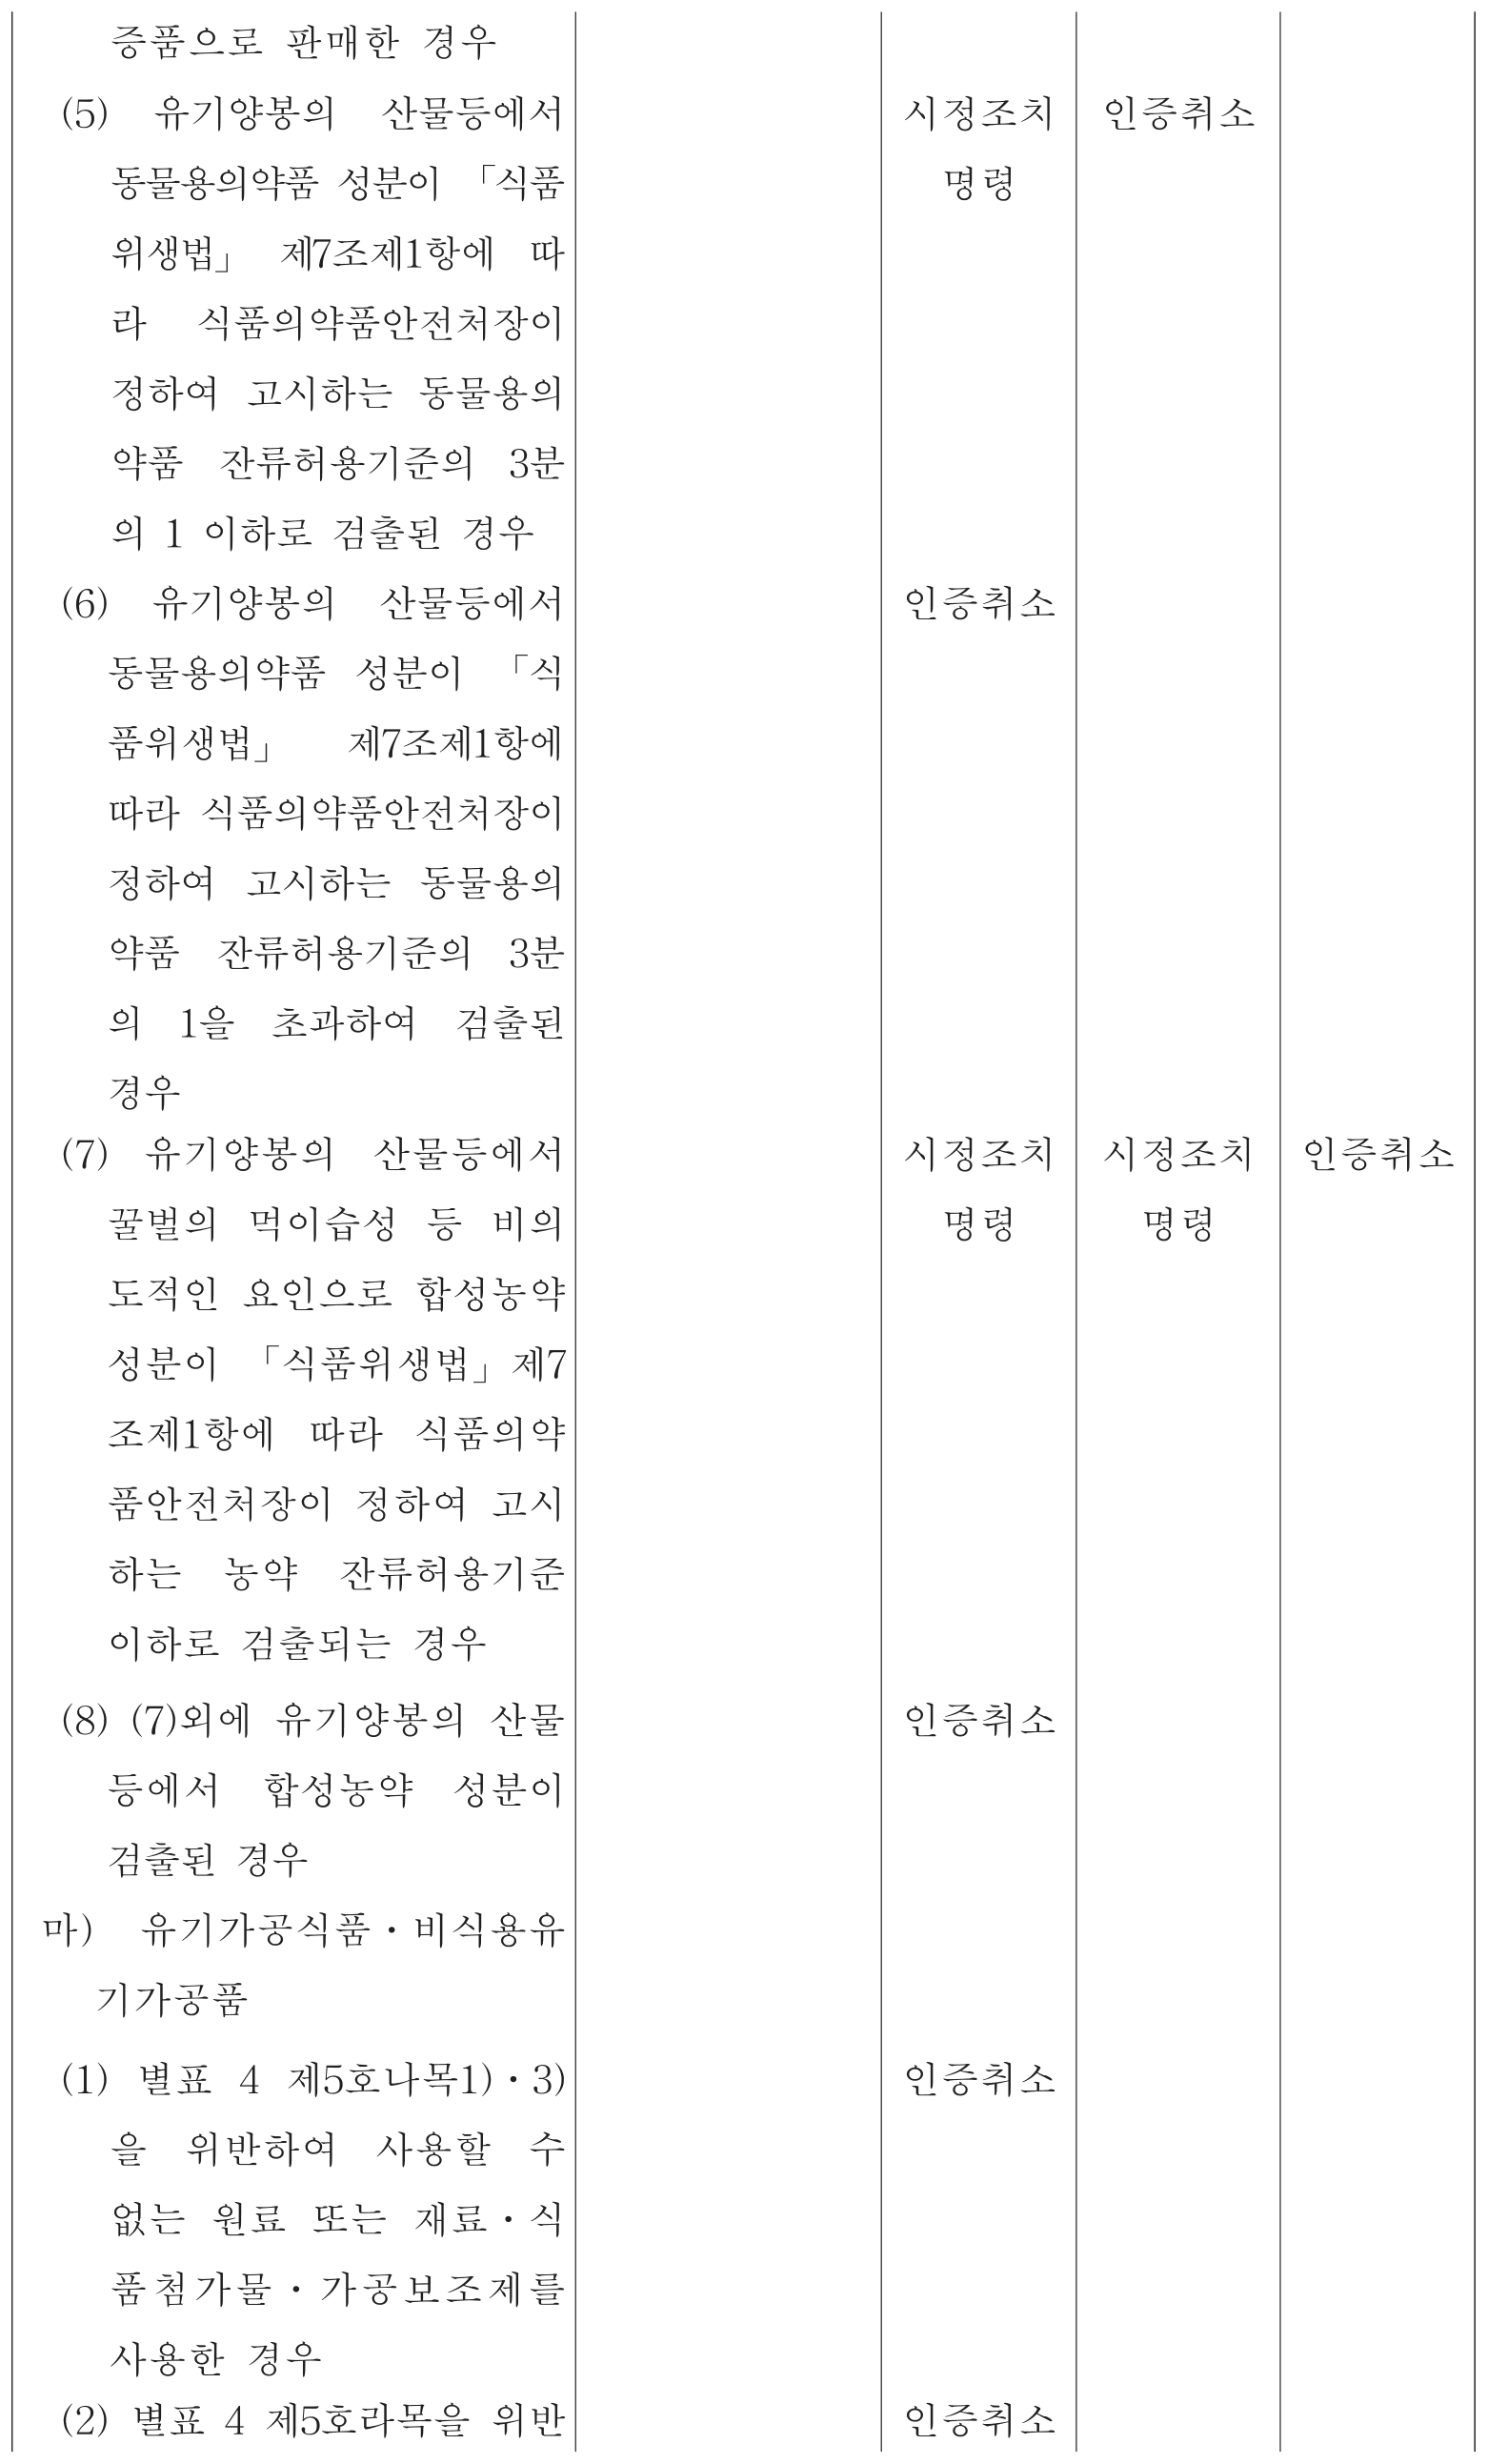 증품으로 판매한 경우
(5) 유기양봉의 산물등에서 시정조치 인증취소
동물용의약품 성분이 「식품 명령
위생법」 제7조제1항에 따
라 식품의약품안전처장이
정하여 고시하는 동물용의
약품 잔류허용기준의 3분
의 1 이하로 검출된 경우
(6) 유기양봉의 산물등에서 인증취소
동물용의약품 성분이 「식
품위생법」 제7조제1항에
따라 식품의약품안전처장이
정하여 고시하는 동물용의
약품 잔류허용기준의 3분
의 1을 초과하여 검출된
경우
(7) 유기양봉의 산물등에서 시정조치 시정조치 인증취소
꿀벌의 먹이습성 등 비의 명령 명령
도적인 요인으로 합성농약
성분이 「식품위생법」제7
조제1항에 따라 식품의약
품안전처장이 정하여 고시
하는 농약 잔류허용기준
이하로 검출되는 경우
(8) (7)외에 유기양봉의 산물 인증취소
등에서 합성농약 성분이
검출된 경우
마) 유기가공식품·비식용유
기가공품
(1) 별표 4 제5호나목1)·3) 인증취소
을 위반하여 사용할 수
없는 원료 또는 재료·식
품첨가물·가공보조제를
사용한 경우
(2) 별표 4 제5호라목을 위반 인증취소